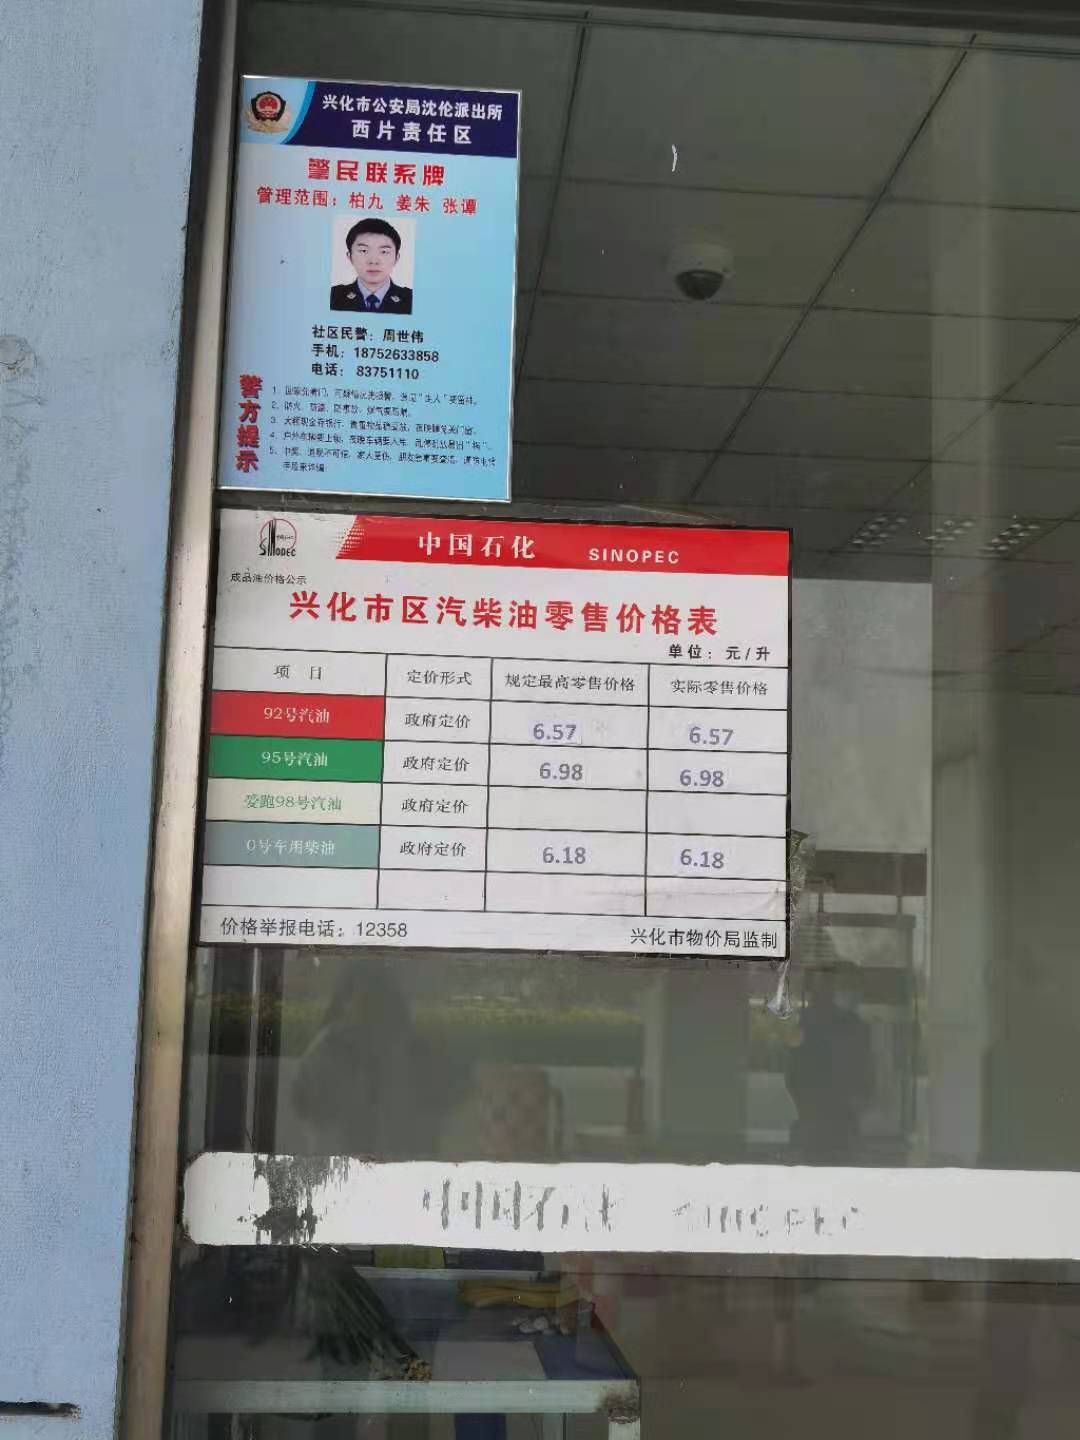 兴化市公安局沈伦派出所
西片责任区
警民联系牌
管理范围：柏九 姜朱 张谭
社区民警：周世伟
手机：18752633858
电话：83751110
警方提示
中国石化 SINOPEC
SINOPEC
成品油价格公示
兴化市区汽柴油零售价格表
单位：元/升
项 目 定价形式 规定最高零售价格 实际零售价格
92号汽油 政府定价 6.57 6.57
95号汽油 政府定价 6.98 6.98
爱跑98号汽油 政府定价
0号车用柴油 政府定价 6.18 6.18
价格举报电话：12358 兴化市物价局监制
中国石化 SINOPEC